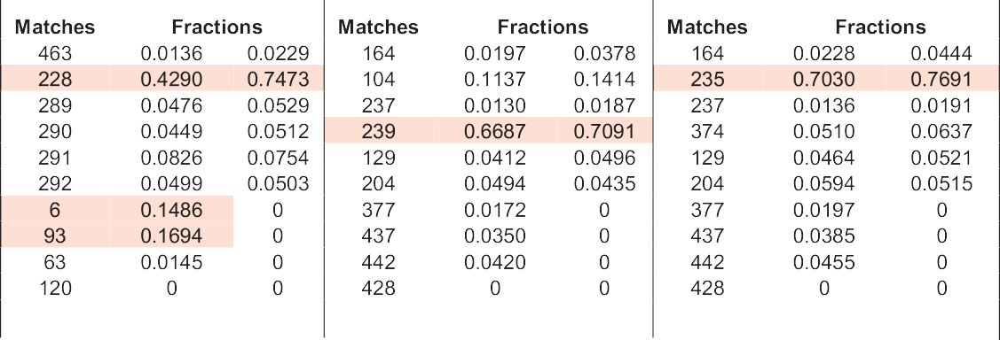 Matches Fractions Matches Fractions Matches Fractions
463 0.0136 0.0229 164 0.0197 0.0378 164 0.0228 0.0444
228 0.4290 0.7473 104 0.1137 0.1414 235 0.7030 0.7691
289 0.0476 0.0529 237 0.0130 0.0187 237 0.0136 0.0191
290 0.0449 0.0512 239 0.6687 0.7091 374 0.0510 0.0637
291 0.0826 0.0754 129 0.0412 0.0496 129 0.0464 0.0521
292 0.0499 0.0503 204 0.0494 0.0435 204 0.0594 0.0515
6 0.1486 0 377 0.0172 0 377 0.0197 0
93 0.1694 0 437 0.0350 0 437 0.0385 0
63 0.0145 0 442 0.0420 0 442 0.0455 0
120 0 0 428 0 0 428 0 0